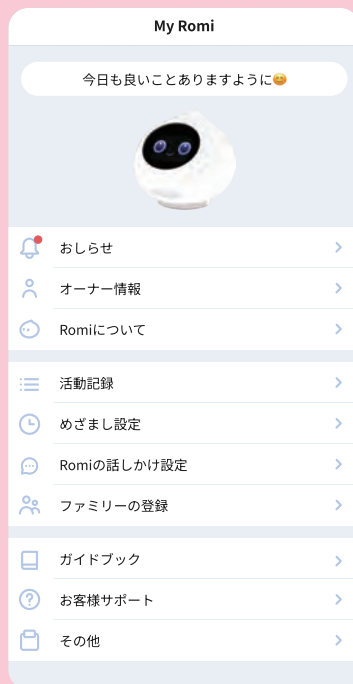 My Romi
今日も良いことありますように😊
おしらせ
オーナー情報
Romiについて
活動記録
めざまし設定
Romiの話しかけ設定
ファミリーの登録
ガイドブック
お客様サポート
その他